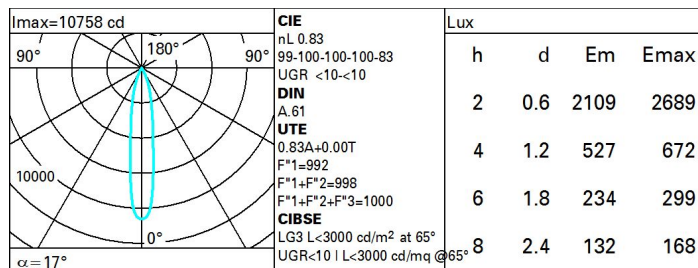 Imax=10758 cd
90° 180° 90°
10000
0°
α=17°
CIE
nL 0.83
99-100-100-100-83
UGR <10-<10
DIN
A.61
UTE
0.83A+0.00T
F"1=992
F"1+F"2=998
F"1+F"2+F"3=1000
CIBSE
LG3 L<3000 cd/m² at 65°
UGR<10 | L<3000 cd/mq @65°
Lux
h d Em Emax
2 0.6 2109 2689
4 1.2 527 672
6 1.8 234 299
8 2.4 132 168